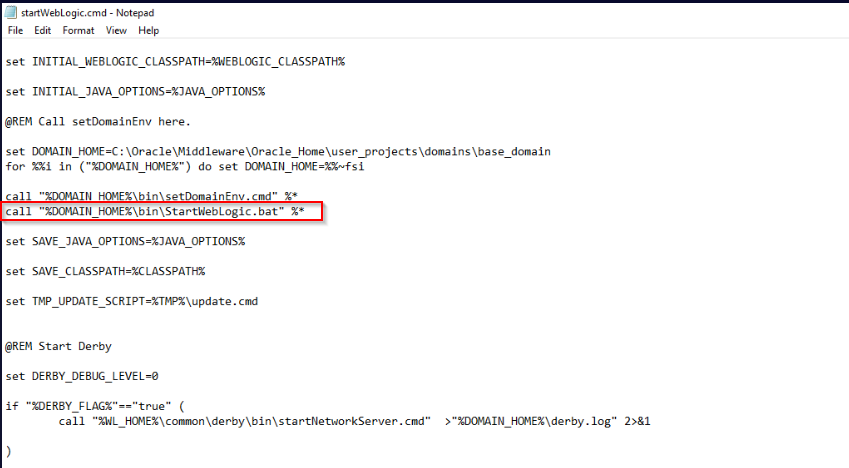 startWebLogic.cmd - Notepad
File Edit Format View Help
set INITIAL_WEBLOGIC_CLASSPATH=%WEBLOGIC_CLASSPATH%
set INITIAL_JAVA_OPTIONS=%JAVA_OPTIONS%
@REM Call setDomainEnv here.
set DOMAIN_HOME=C:\Oracle\Middleware\Oracle_Home\user_projects\domains\base_domain
for %%i in ("%DOMAIN_HOME%") do set DOMAIN_HOME=%%~fsi
call "%DOMAIN_HOME%\bin\setDomainEnv.cmd" %*
call "%DOMAIN_HOME%\bin\StartWebLogic.bat" %*
set SAVE_JAVA_OPTIONS=%JAVA_OPTIONS%
set SAVE_CLASSPATH=%CLASSPATH%
set TMP_UPDATE_SCRIPT=%TMP%\update.cmd
@REM Start Derby
set DERBY_DEBUG_LEVEL=0
if "%DERBY_FLAG%"=="true" (
call "%WL_HOME%\common\derby\bin\startNetworkServer.cmd"  >"%DOMAIN_HOME%\derby.log" 2>&1
)